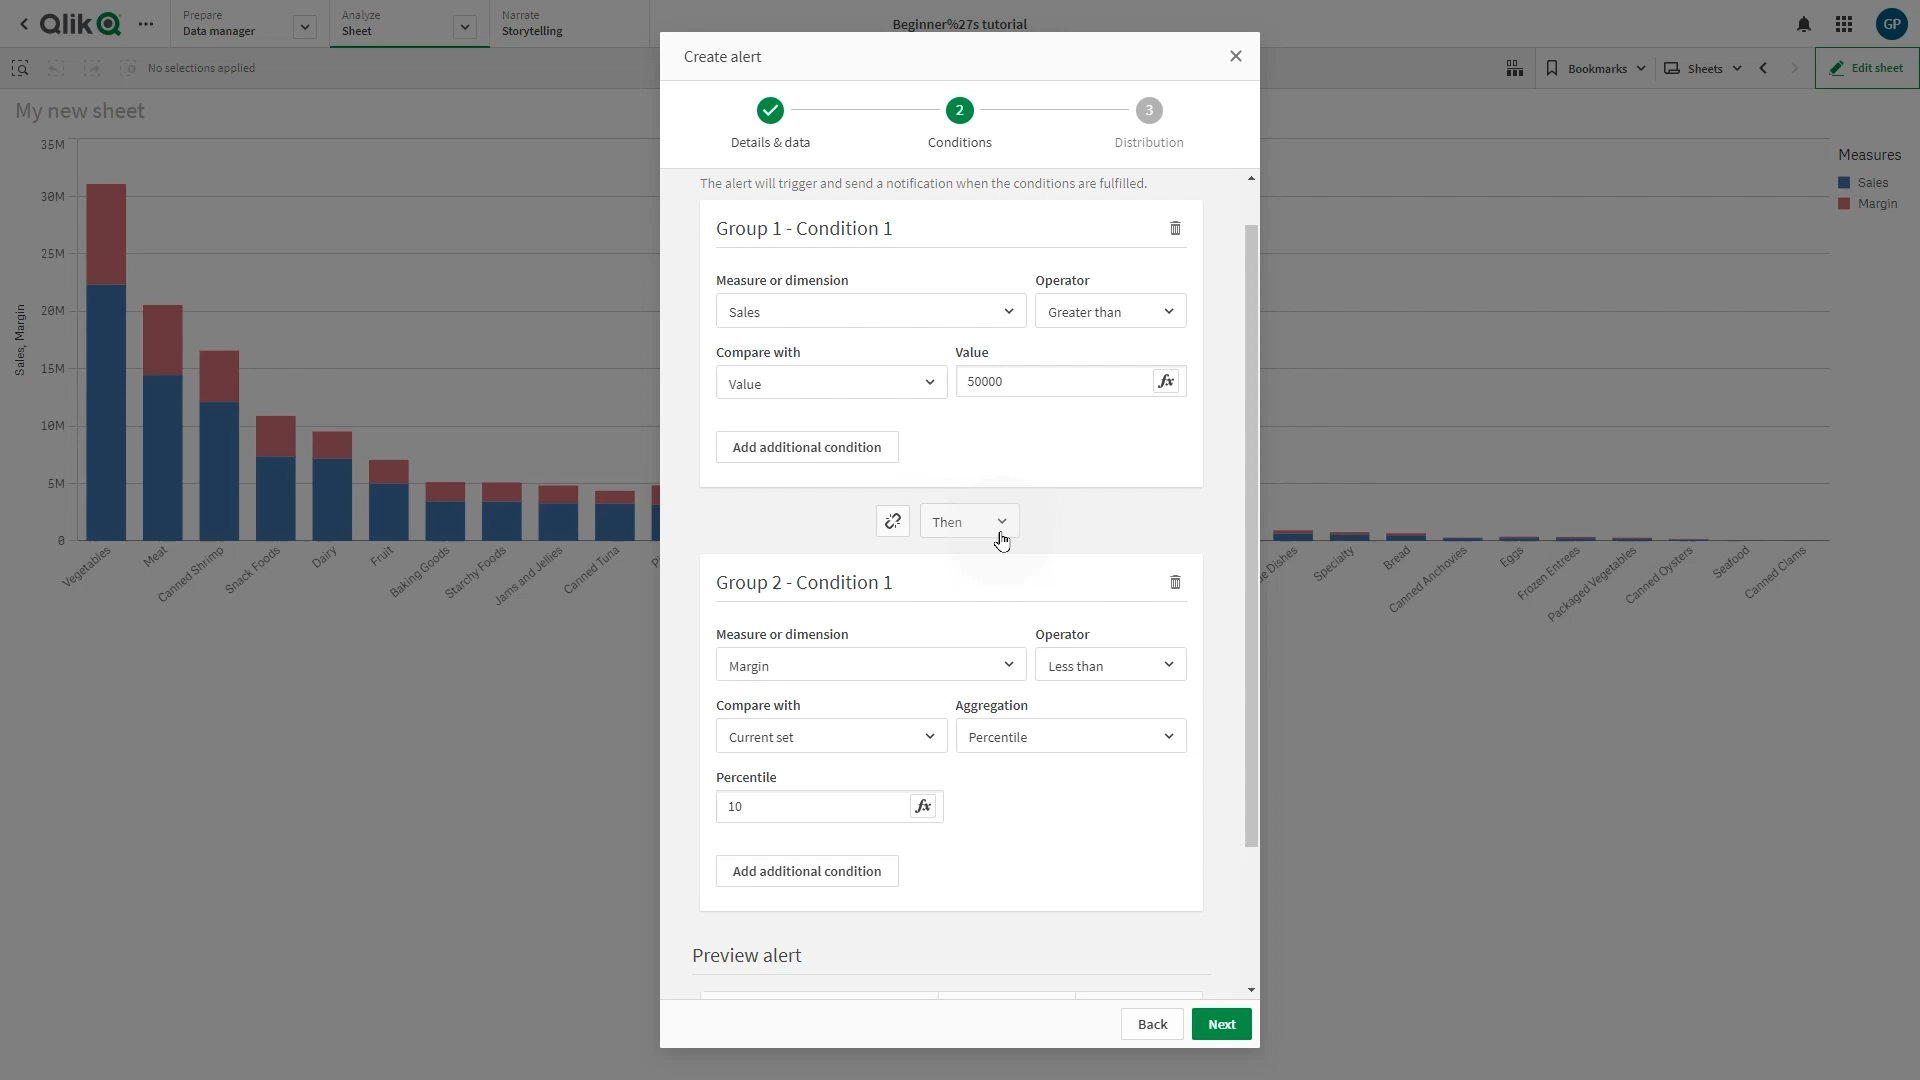 Qlik
Prepare
Data manager
Analyze
Sheet
Narrate
Storytelling
Beginner%27s tutorial
GP
No selections applied
Bookmarks
Sheets
Edit sheet
My new sheet
Create alert
2
3
Details & data
Conditions
Distribution
The alert will trigger and send a notification when the conditions are fulfilled.
Group 1 - Condition 1
Measure or dimension
Operator
Sales
Greater than
Compare with
Value
Value
50000
fx
Add additional condition
Then
Group 2 - Condition 1
Measure or dimension
Operator
Margin
Less than
Compare with
Aggregation
Current set
Percentile
Percentile
10
fx
Add additional condition
Preview alert
Back
Next
Sales, Margin
35M
30M
25M
20M
15M
10M
5M
0
Vegetables
Meat
Canned Shrimp
Snack Foods
Dairy
Fruit
Baking Goods
Starchy Foods
Jams and Jellies
Canned Tuna
P
e Dishes
Specialty
Bread
Canned Anchovies
Eggs
Frozen Entrees
Packaged Vegetables
Canned Oysters
Seafood
Canned Clams
Measures
Sales
Margin